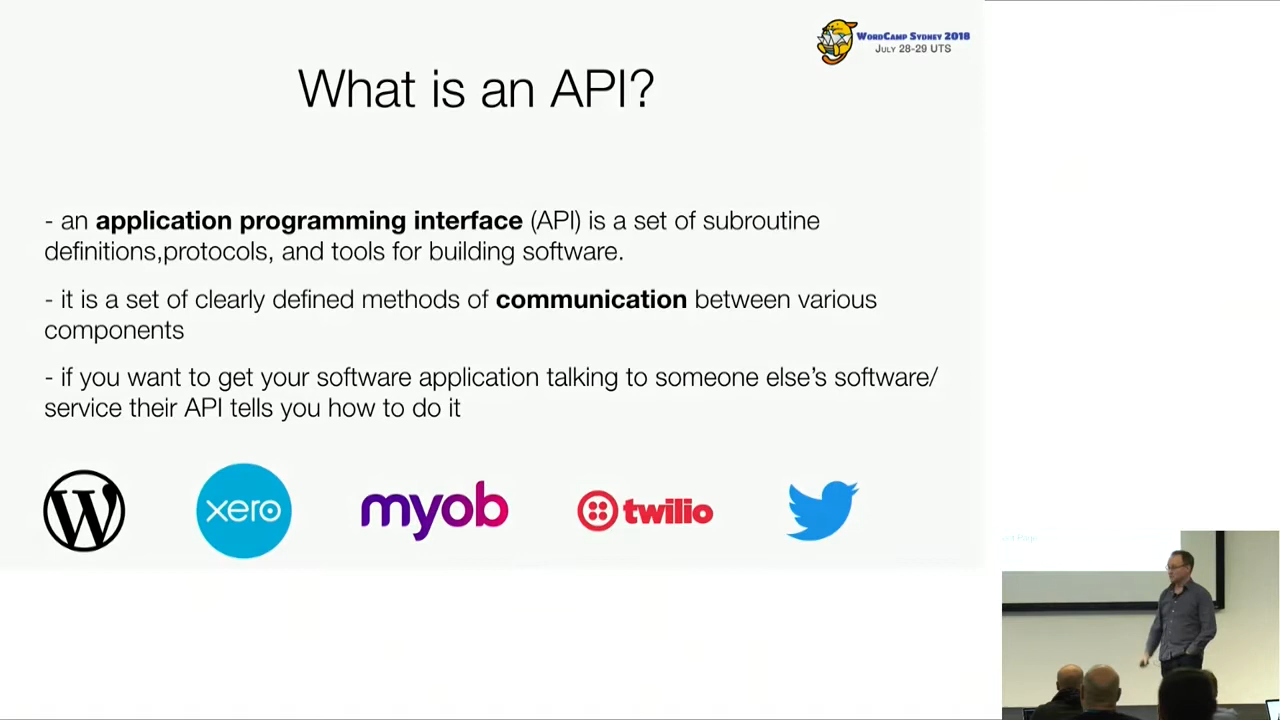 WordCamp Sydney 2018
July 28-29 UTS
What is an API?
- an application programming interface (API) is a set of subroutine
definitions,protocols, and tools for building software.
- it is a set of clearly defined methods of communication between various
components
- if you want to get your software application talking to someone else's software/
service their API tells you how to do it
W
xero
myob
twilio